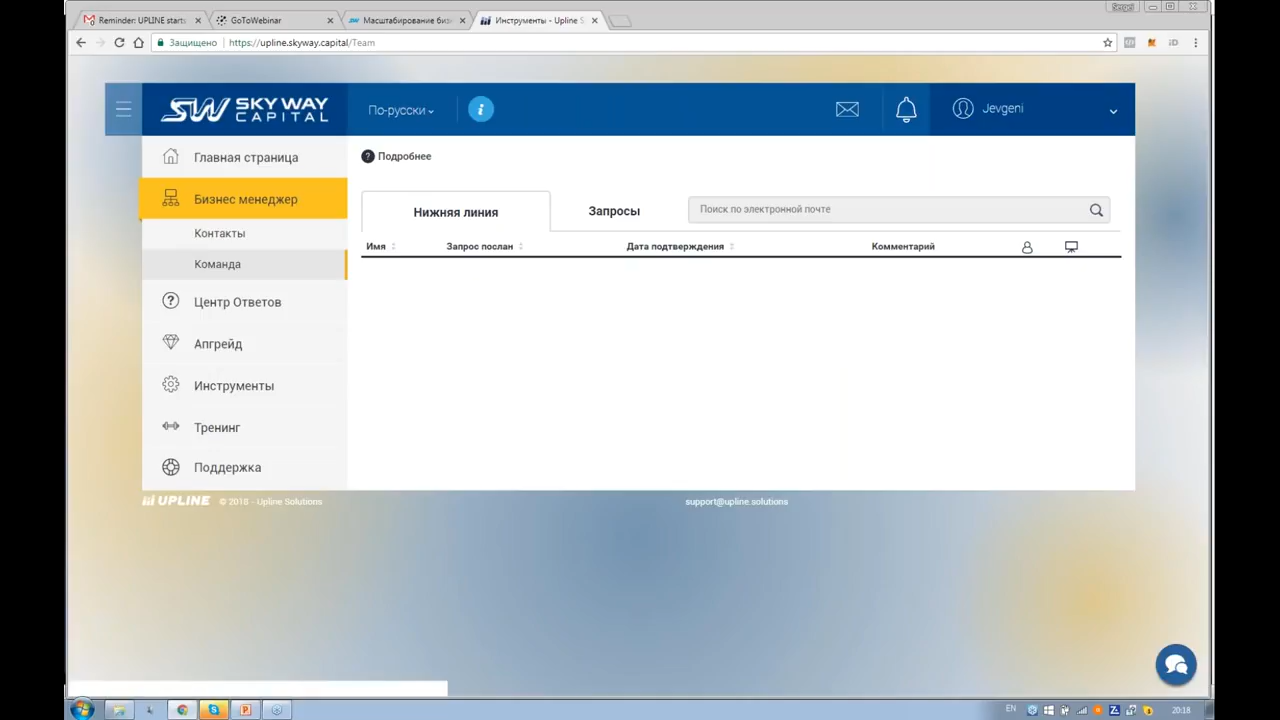 Reminder: UPLINE starts
GoToWebinar
Масштабирование биз
Инструменты - Upline S
Sergei
Защищено
https://upline.skyway.capital/Team
SW SKY WAY CAPITAL
По-русски
i
Jevgeni
Главная страница
Бизнес менеджер
Контакты
Команда
Центр Ответов
Апгрейд
Инструменты
Тренинг
Поддержка
? Подробнее
Нижняя линия
Запросы
Поиск по электронной почте
Имя
Запрос послан
Дата подтверждения
Комментарий
UPLINE © 2018 - Upline Solutions
support@upline.solutions
EN
20:18